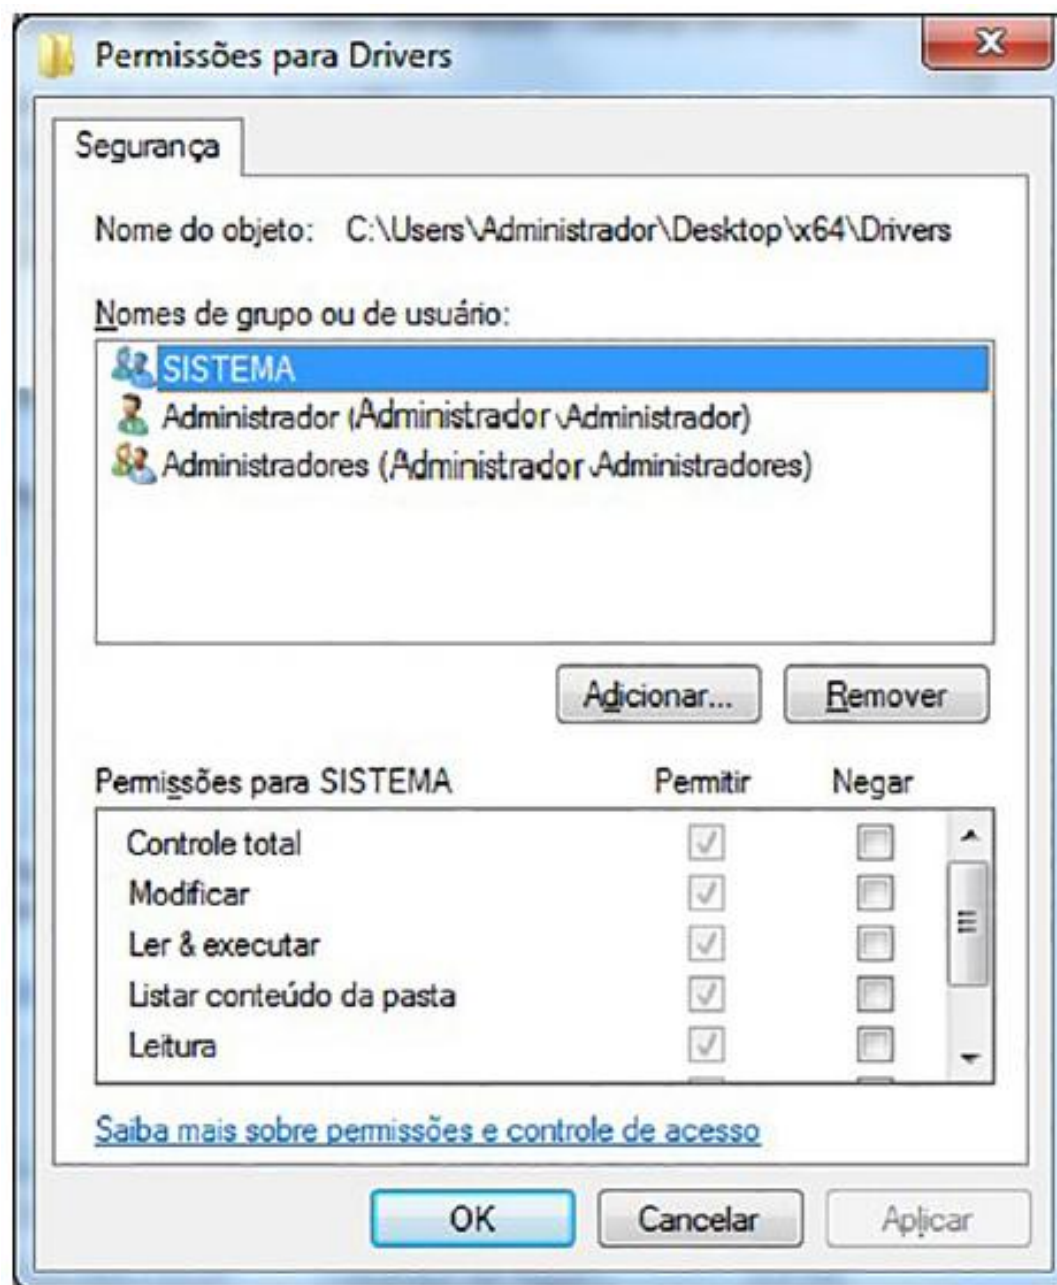 Permissões para Drivers
Segurança
Nome do objeto: C:\Users\Administrador\Desktop\x64\Drivers
Nomes de grupo ou de usuário:
SISTEMA
Administrador (Administrador\Administrador)
Administradores (Administrador\Administradores)
Adicionar... Remover
Permissões para SISTEMA Permitir Negar
Controle total
Modificar
Ler & executar
Listar conteúdo da pasta
Leitura
Saiba mais sobre permissões e controle de acesso
OK Cancelar Aplicar